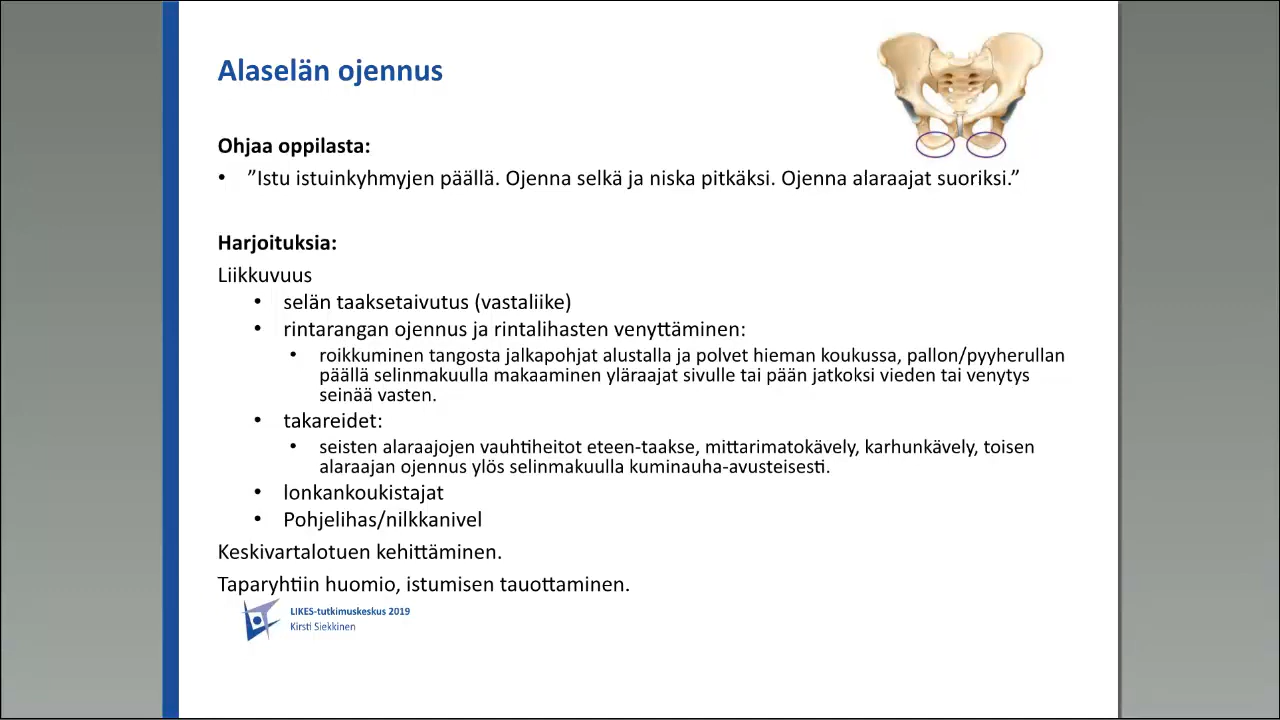 Alaselän ojennus
Ohjaa oppilasta:
• ”Istu istuinkyhmyjen päällä. Ojenna selkä ja niska pitkäksi. Ojenna alaraajat suoriksi.”
Harjoituksia:
Liikkuvuus
• selän taaksetaivutus (vastaliike)
• rintarangan ojennus ja rintalihasten venyttäminen:
• roikkuminen tangosta jalkapohjat alustalla ja polvet hieman koukussa, pallon/pyyherullan
päällä selinmakuulla makaaminen yläraajat sivulle tai pään jatkoksi vieden tai venytys
seinää vasten.
• takareidet:
• seisten alaraajojen vauhtiheitot eteen-taakse, mittarimatokävely, karhunkävely, toisen
alaraajan ojennus ylös selinmakuulla kuminauha-avusteisesti.
• lonkankoukistajat
• Pohjelihas/nilkkanivel
Keskivartalotuen kehittäminen.
Taparyhtiin huomio, istumisen tauottaminen.
LIKES-tutkimuskeskus 2019
Kirsti Siekkinen